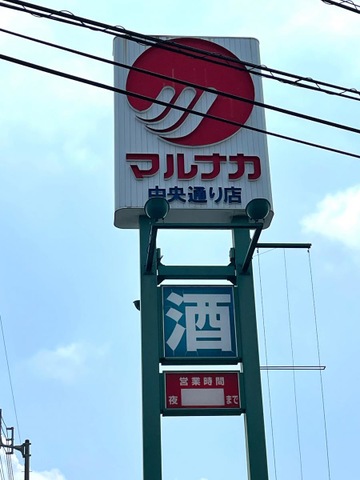 マルナカ
中央通り店
酒
営業時間
夜 まで